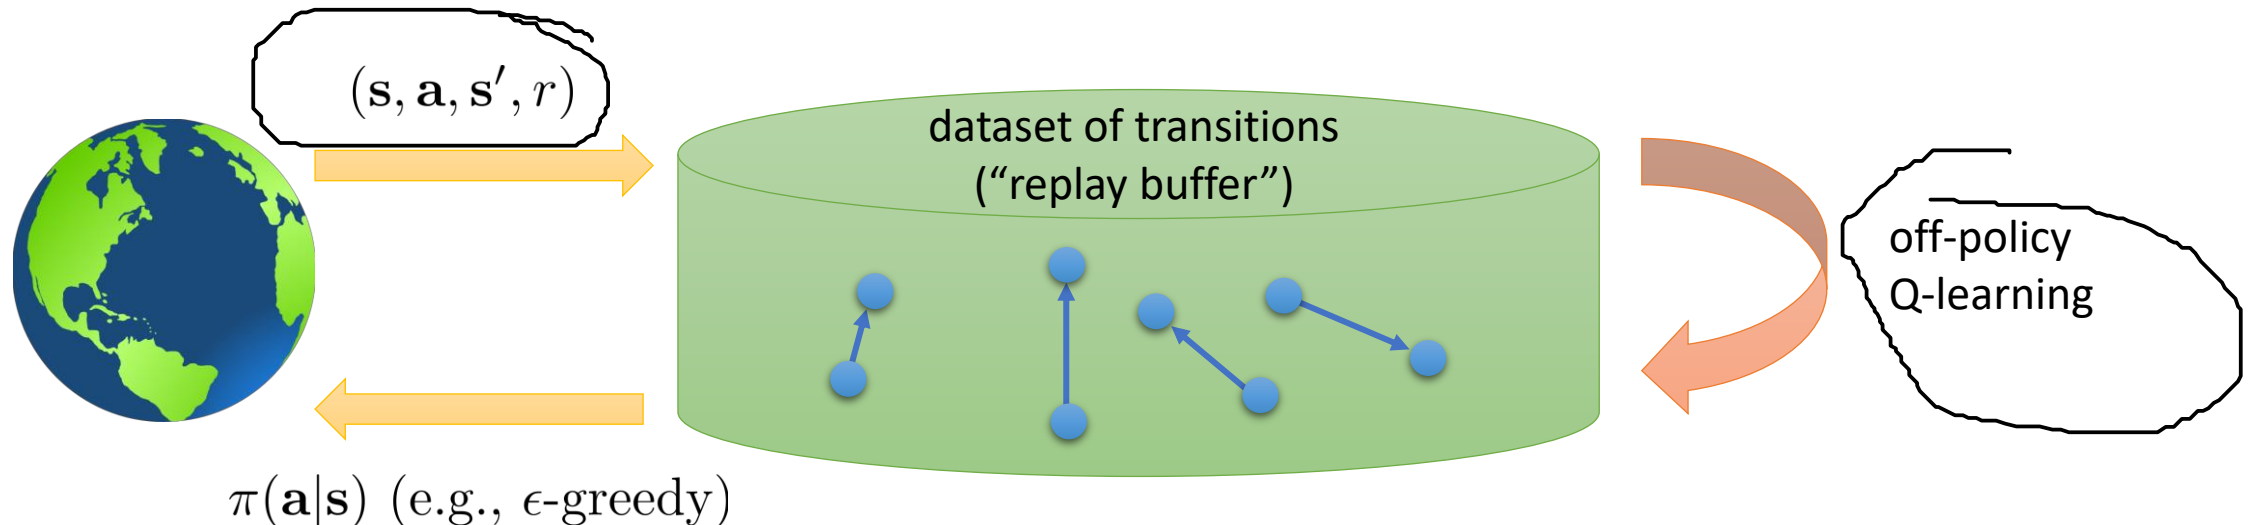 (s, a, s′, r)
dataset of transitions
(“replay buffer”)
off-policy
Q-learning
π(a|s) (e.g., ϵ-greedy)